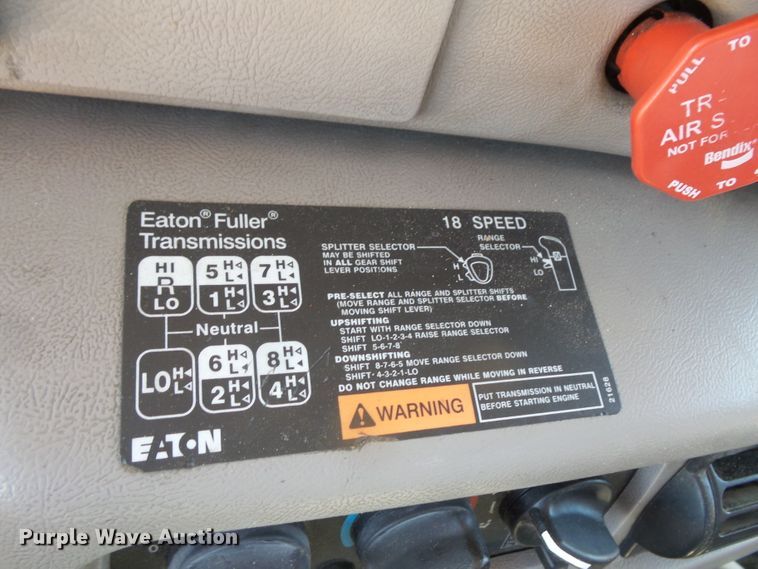 PULL TO
TR-
AIR S
NOT FOR
Bendix
PUSH TO
Eaton® Fuller®
Transmissions
18 SPEED
SPLITTER SELECTOR
MAY BE SHIFTED
IN ALL GEAR SHIFT
LEVER POSITIONS
H
L
RANGE
SELECTOR
HI
LO
HI
R
LO
5 H L
1 H L
7 H L
3 H L
Neutral
LO H L
6 H L
2 H L
8 H L
4 H L
PRE-SELECT ALL RANGE AND SPLITTER SHIFTS
(MOVE RANGE AND SPLITTER SELECTOR BEFORE
MOVING SHIFT LEVER)
UPSHIFTING
START WITH RANGE SELECTOR DOWN
SHIFT LO-1-2-3-4 RAISE RANGE SELECTOR
SHIFT 5-6-7-8
DOWNSHIFTING
SHIFT 8-7-6-5 MOVE RANGE SELECTOR DOWN
SHIFT 4-3-2-1-LO
DO NOT CHANGE RANGE WHILE MOVING IN REVERSE
WARNING
PUT TRANSMISSION IN NEUTRAL
BEFORE STARTING ENGINE
21628
EATON
Purple Wave Auction